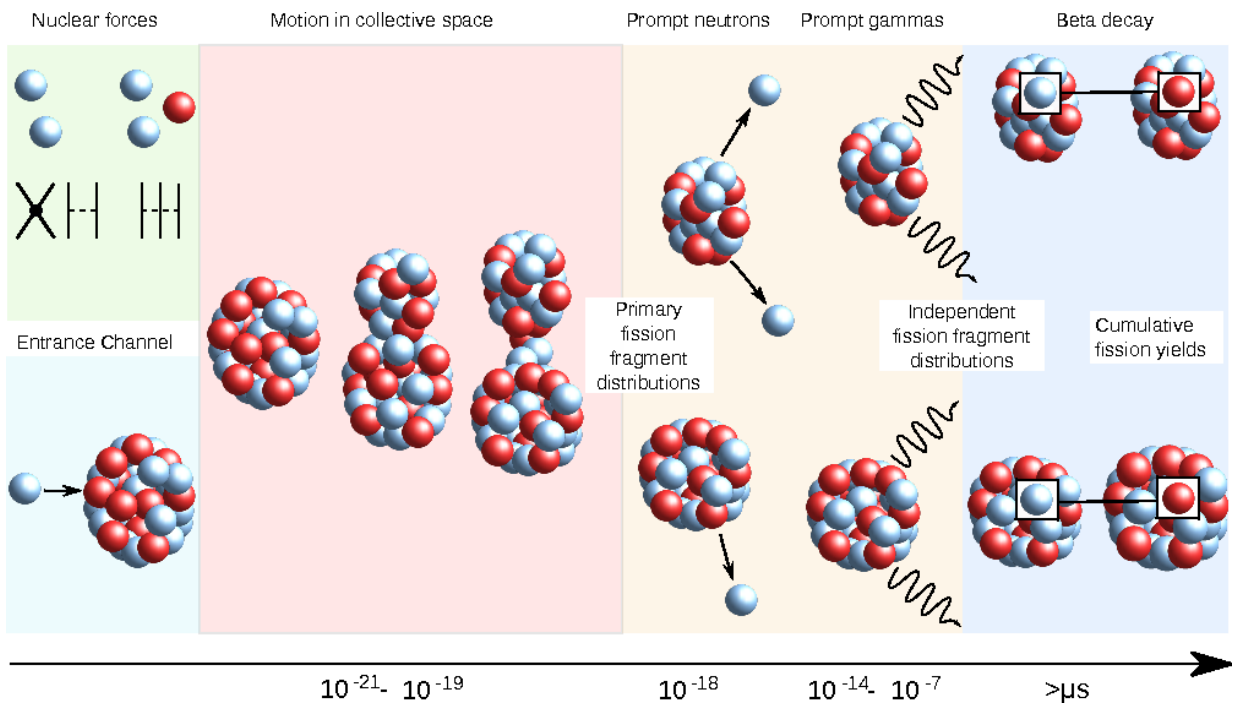 Nuclear forces
Motion in collective space
Prompt neutrons
Prompt gammas
Beta decay
Entrance Channel
Primary
fission
fragment
distributions
Independent
fission fragment
distributions
Cumulative
fission yields
10⁻²¹- 10⁻¹⁹
10⁻¹⁸
10⁻¹⁴- 10⁻⁷
>μs